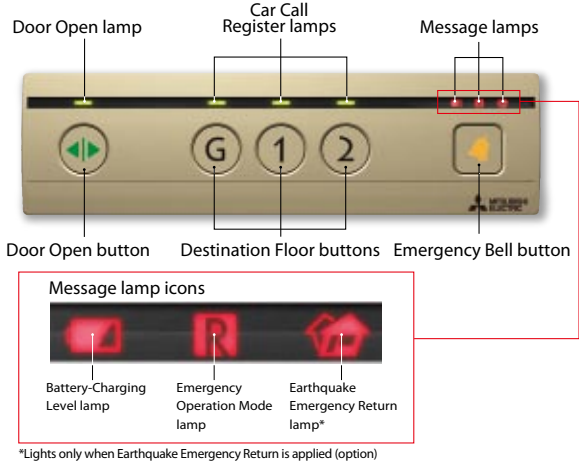 Car Call
Door Open lamp
Register lamps
Message lamps
G 1 2
MITSUBISHI
ELECTRIC
Door Open button
Destination Floor buttons
Emergency Bell button
Message lamp icons
R
Battery-Charging
Level lamp
Emergency
Operation Mode
lamp
Earthquake
Emergency Return
lamp*
*Lights only when Earthquake Emergency Return is applied (option)